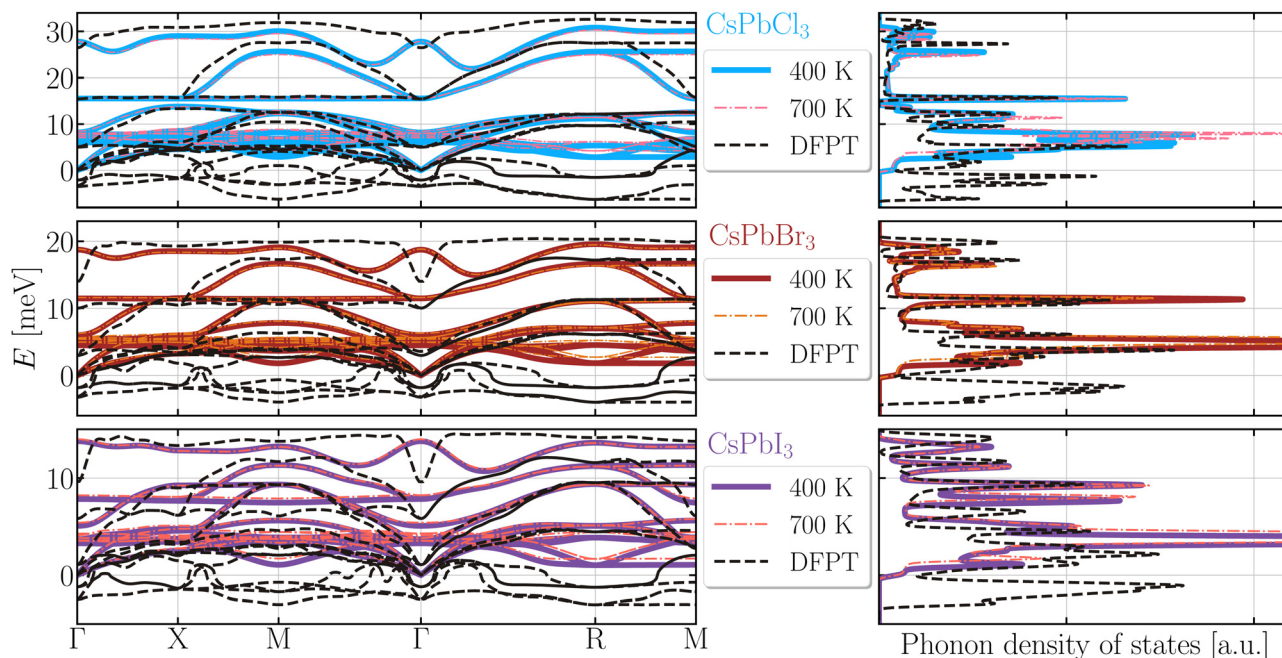 CsPbCl₃
400 K
700 K
DFPT
30
20
10
0
CsPbBr₃
400 K
700 K
DFPT
20
10
0
E [meV]
CsPbI₃
400 K
700 K
DFPT
10
0
Γ X M Γ R M
Phonon density of states [a.u.]